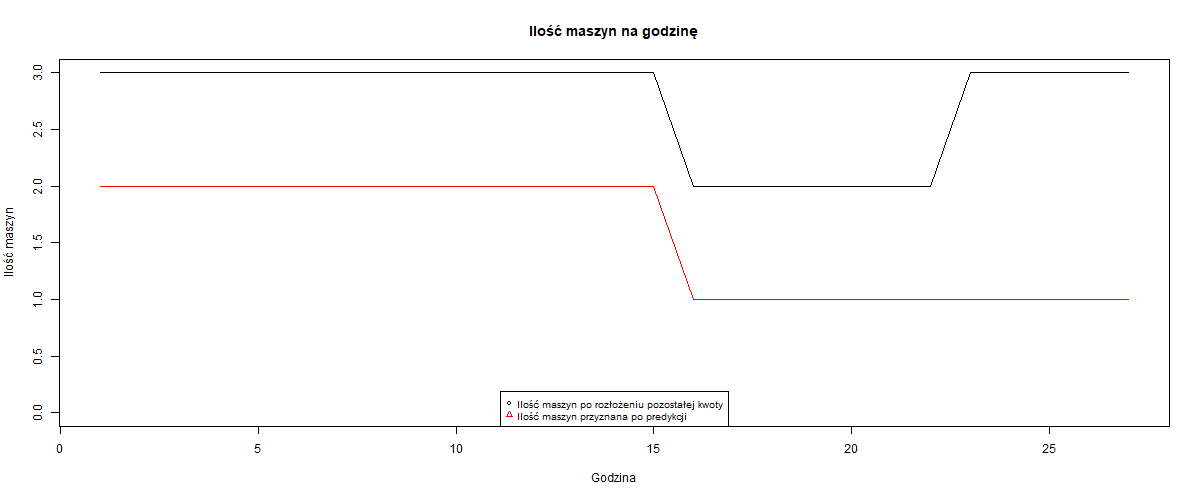 Ilość maszyn na godzinę
Ilość maszyn
3.0
2.5
2.0
1.5
1.0
0.5
0.0
Ilość maszyn po rozłożeniu pozostałej kwoty
Ilość maszyn przyznana po predykcji
0 5 10 15 20 25
Godzina